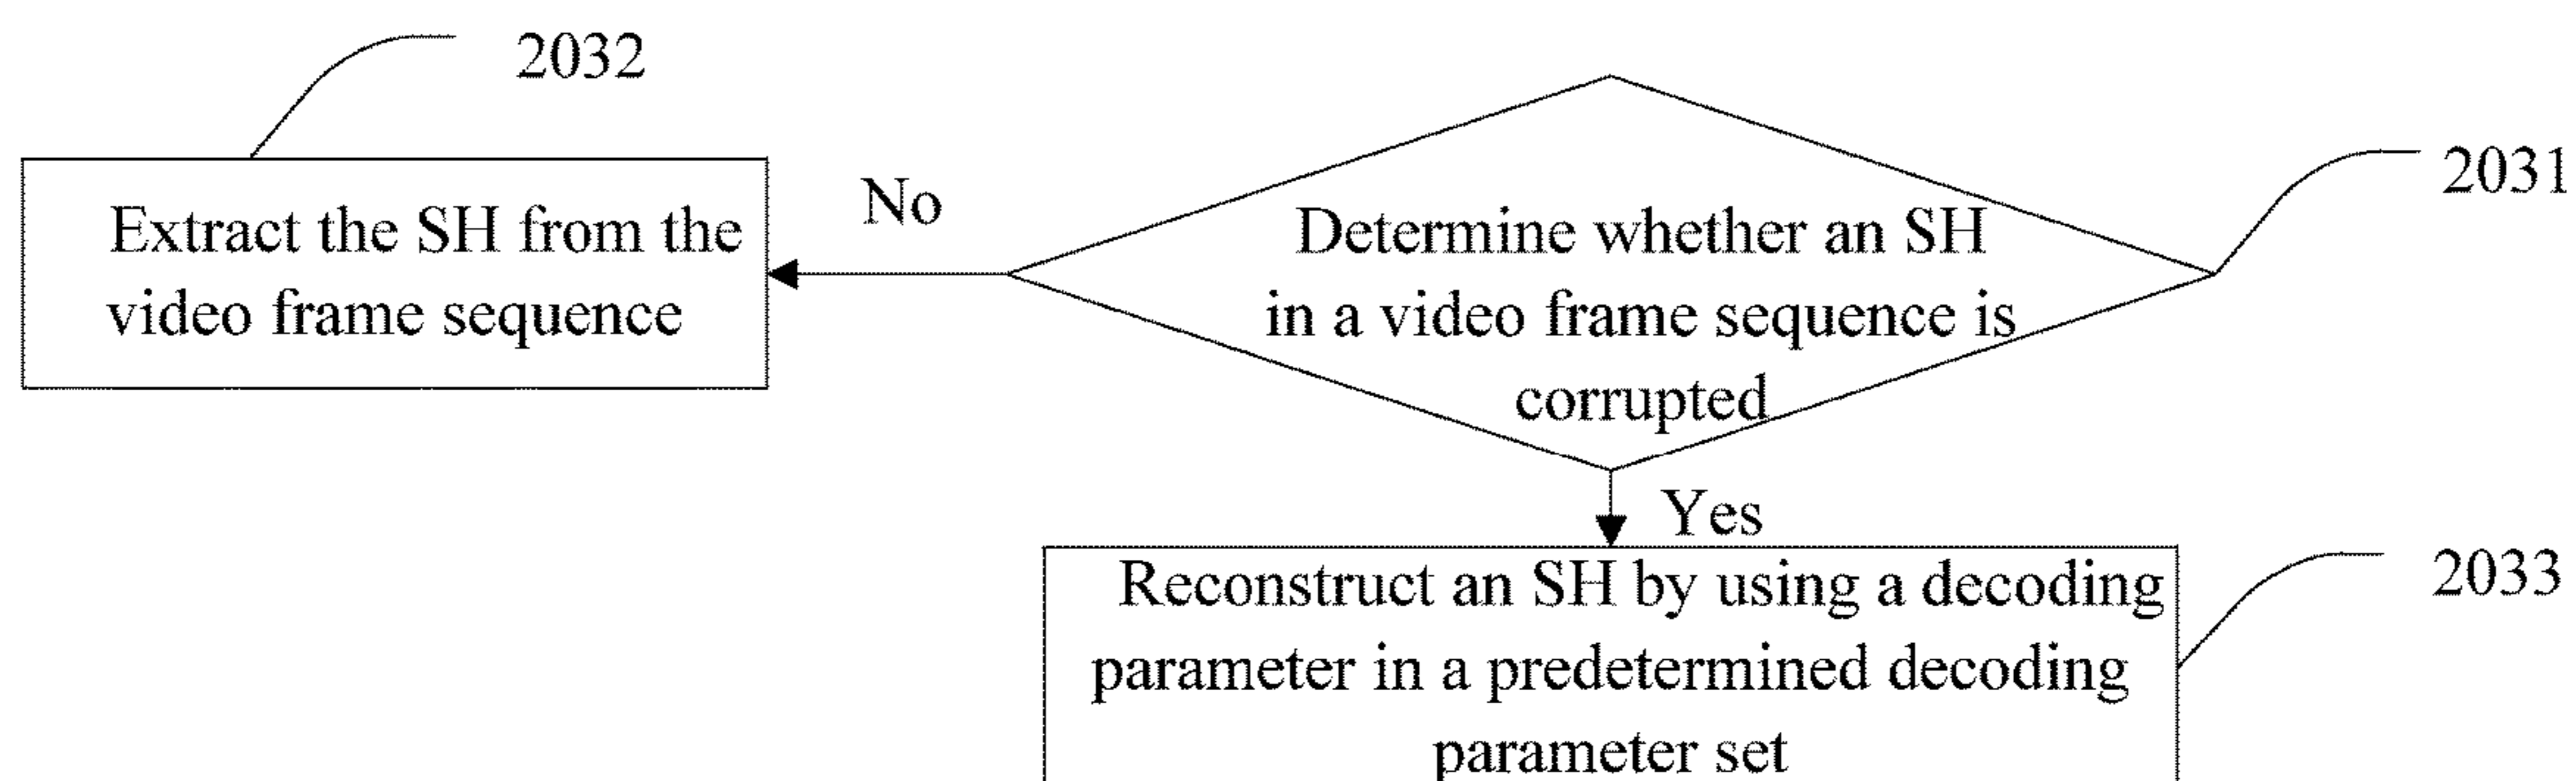 2032
2031
No
Extract the SH from the
video frame sequence
Determine whether an SH
in a video frame sequence is
corrupted
Yes
2033
Reconstruct an SH by using a decoding
parameter in a predetermined decoding
parameter set